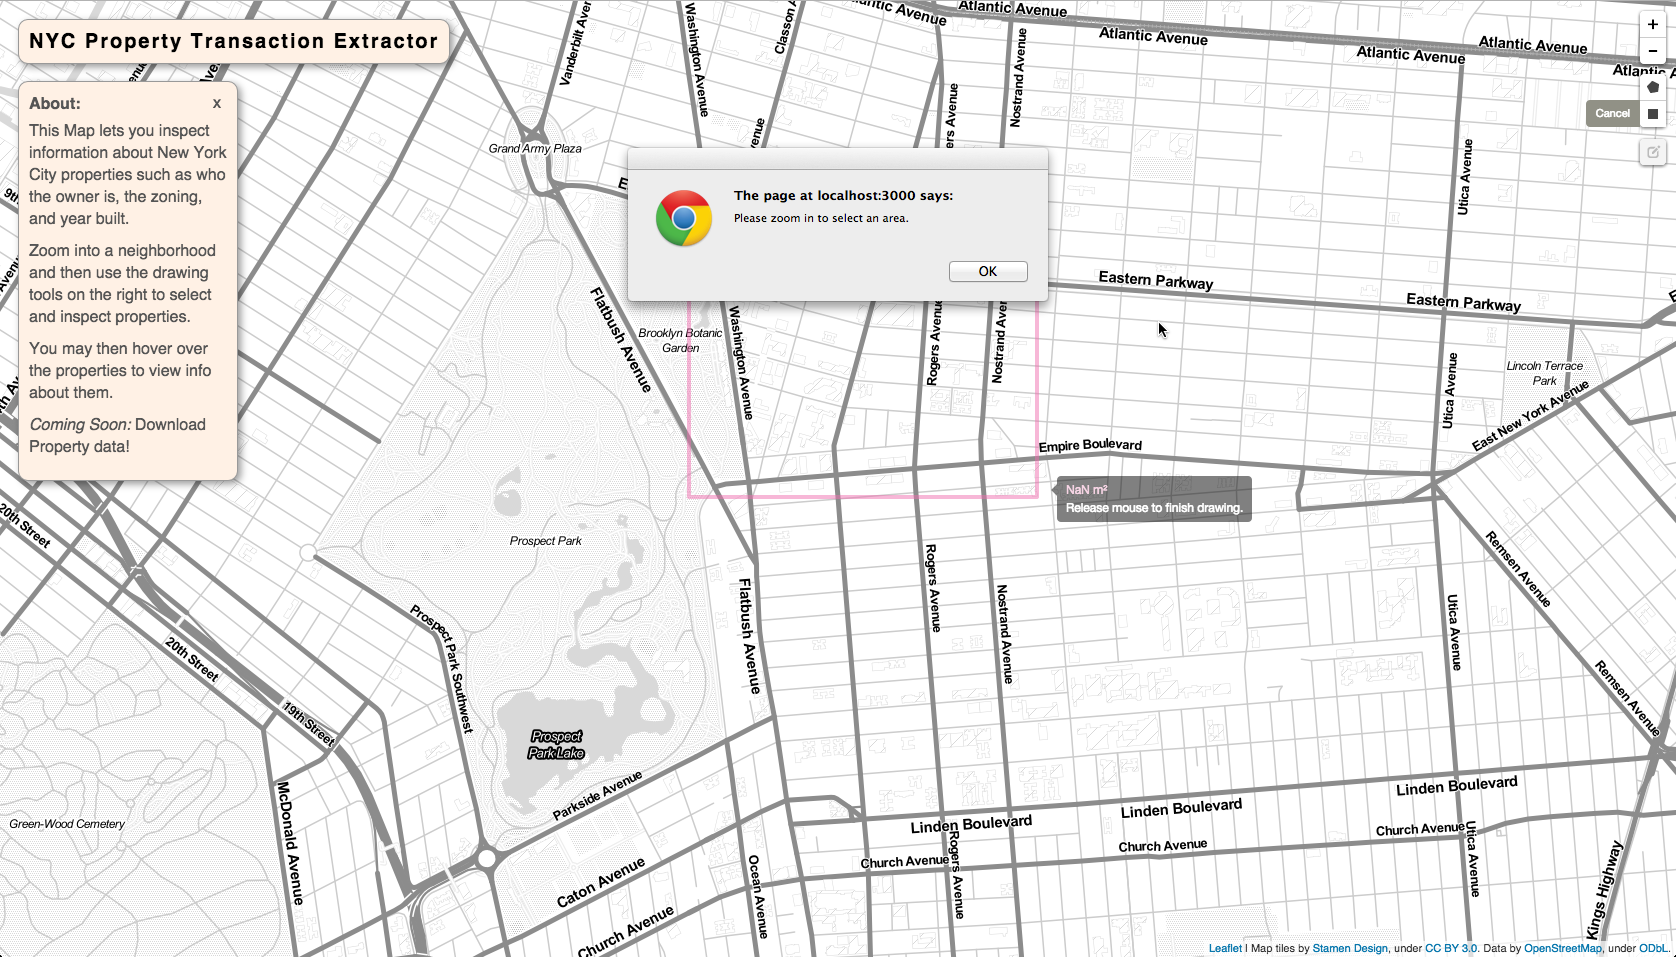 NYC Property Transaction Extractor
About:
x
This Map lets you inspect
information about New York
City properties such as who
the owner is, the zoning,
and year built.
Zoom into a neighborhood
and then use the drawing
tools on the right to select
and inspect properties.
You may then hover over
the properties to view info
about them.
Coming Soon: Download
Property data!
The page at localhost:3000 says:
Please zoom in to select an area.
OK
+
−
Cancel
NaN m²
Release mouse to finish drawing.
Atlantic Avenue
Atlantic Avenue
Atlantic Avenue
Atlantic Avenue
Vanderbilt
Washington Avenue
Nostrand Avenue
Utica Avenue
Grand Army Plaza
Eastern Parkway
Eastern Parkway
Flatbush Avenue
Brooklyn Botanic
Garden
Washington Avenue
Rogers Avenue
Nostrand
Utica Avenue
Lincoln Terrace
Park
East New York Avenue
Empire Boulevard
20th Street
Prospect Park
Rogers Avenue
Nostrand Avenue
Flatbush Avenue
Remsen Avenue
Utica Avenue
Prospect Park Southwest
20th Street
19th Street
Remsen Avenue
Prospect
Park Lake
Parkside Avenue
McDonald Avenue
Green-Wood Cemetery
Linden Boulevard
Linden Boulevard
Linden Boulevard
Church Avenue
Church Avenue
Church Avenue
Rogers Avenue
Utica Avenue
Ocean Avenue
Caton Avenue
Church Avenue
Kings Highway
Leaflet | Map tiles by Stamen Design, under CC BY 3.0. Data by OpenStreetMap, under ODbL.